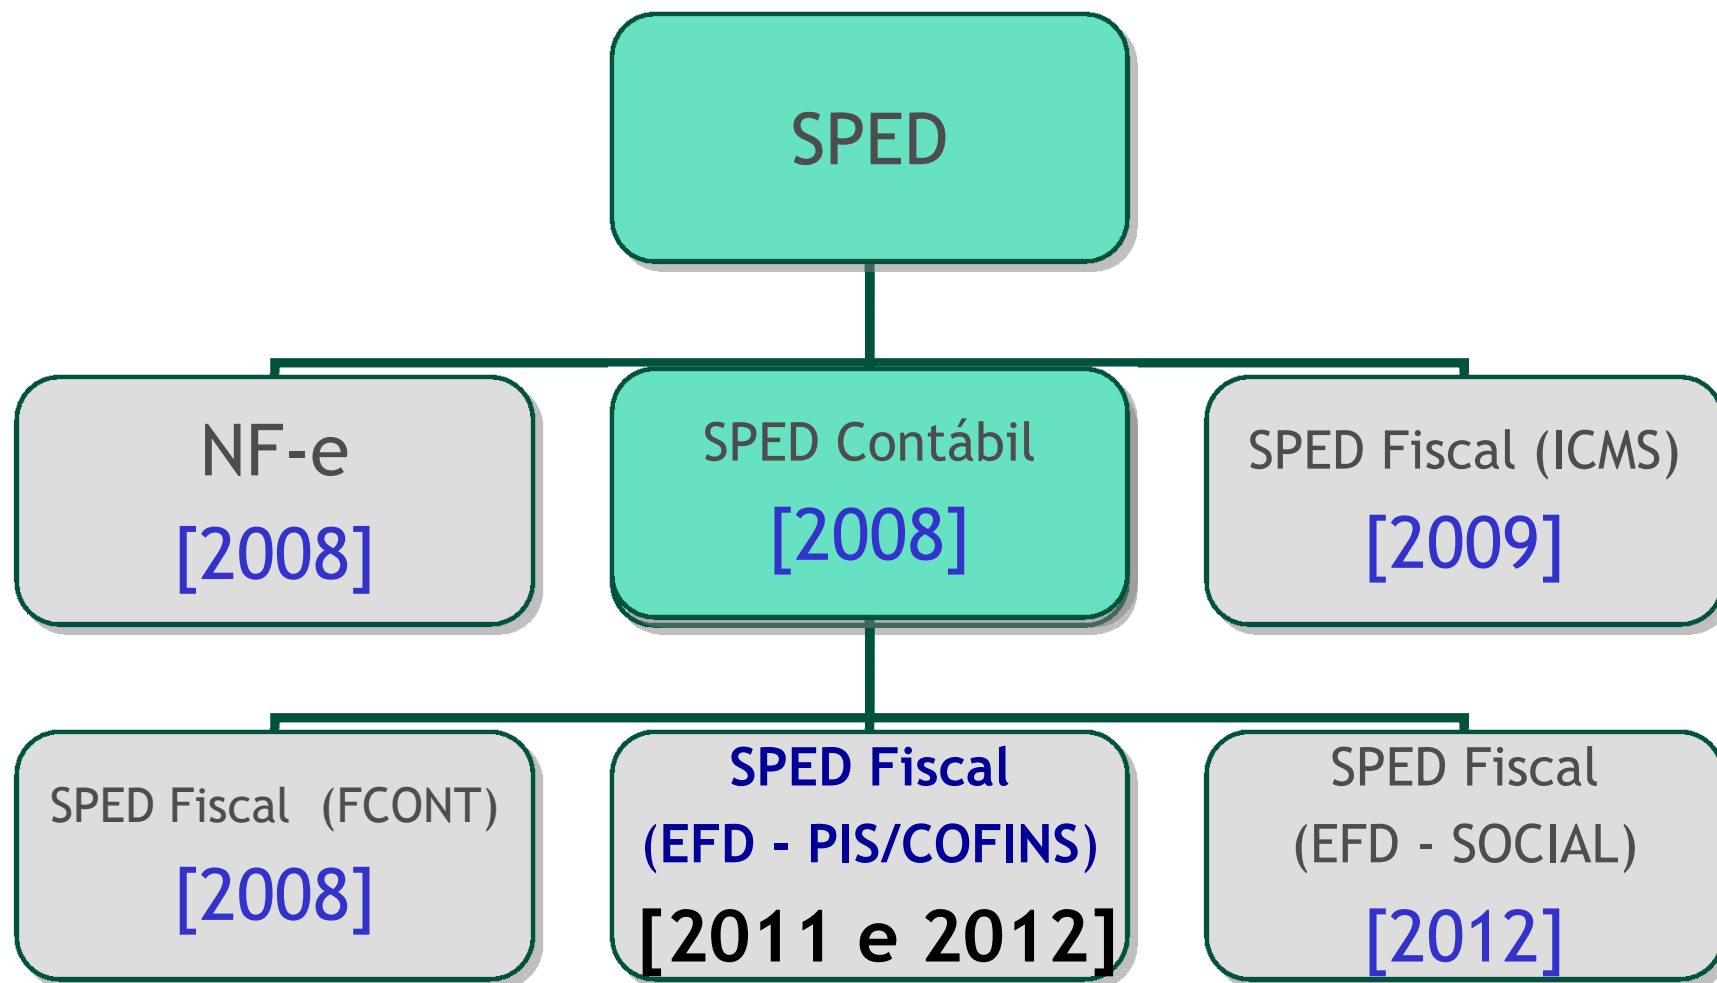 SPED
NF-e
[2008]
SPED Contábil
[2008]
SPED Fiscal (ICMS)
[2009]
SPED Fiscal (FCONT)
[2008]
SPED Fiscal
(EFD - PIS/COFINS)
[2011 e 2012]
SPED Fiscal
(EFD - SOCIAL)
[2012]